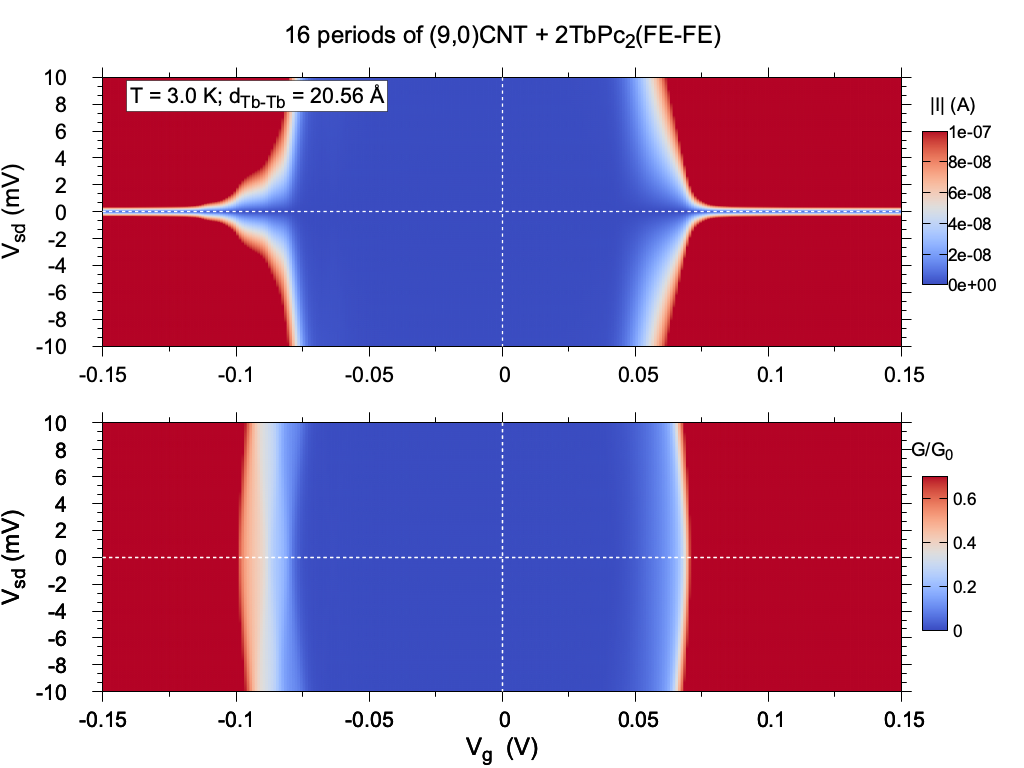 16 periods of (9,0)CNT + 2TbPc₂(FE-FE)
T = 3.0 K; d_Tb-Tb = 20.56 Å
10
8
6
4
2
0
-2
-4
-6
-8
-10
V_sd (mV)
-0.15 -0.1 -0.05 0 0.05 0.1 0.15
|I| (A)
1e-07
8e-08
6e-08
4e-08
2e-08
0e+00
10
8
6
4
2
0
-2
-4
-6
-8
-10
V_sd (mV)
-0.15 -0.1 -0.05 0 0.05 0.1 0.15
V_g (V)
G/G₀
0.6
0.4
0.2
0